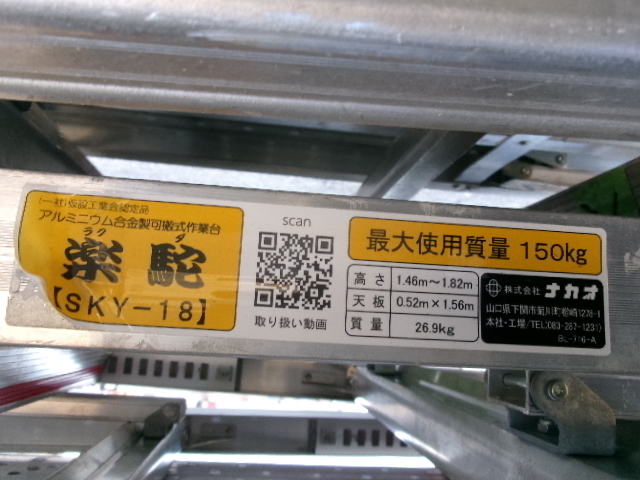 (一社)仮設工業会認定品
アルミニウム合金製可搬式作業台
ラクダ
楽駝
【SKY-18】
scan
取り扱い動画
最大使用質量 150kg
高さ 1.46m~1.82m
天板 0.52m×1.56m
質量 26.9kg
株式会社 ナカオ
山口県下関市菊川町樅崎1278-1
本社・工場/TEL(083-287-1231)
BL-716-A